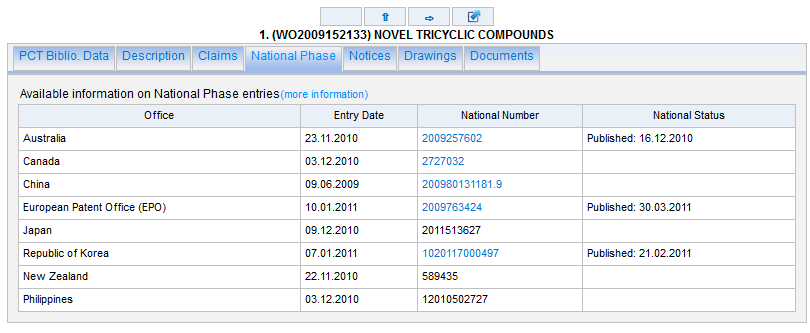 1. (WO2009152133) NOVEL TRICYCLIC COMPOUNDS
PCT Biblio. Data Description Claims National Phase Notices Drawings Documents
Available information on National Phase entries(more information)
Office Entry Date National Number National Status
Australia 23.11.2010 2009257602 Published: 16.12.2010
Canada 03.12.2010 2727032
China 09.06.2009 200980131181.9
European Patent Office (EPO) 10.01.2011 2009763424 Published: 30.03.2011
Japan 09.12.2010 2011513627
Republic of Korea 07.01.2011 1020117000497 Published: 21.02.2011
New Zealand 22.11.2010 589435
Philippines 03.12.2010 12010502727